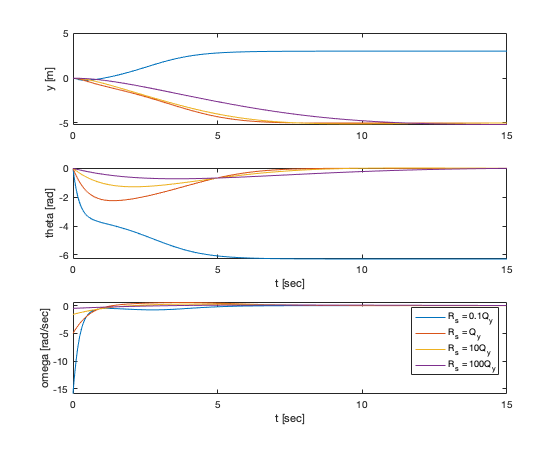 5
0
-5
y [m]
0 5 10 15
0
-2
-4
-6
theta [rad]
0 5 10 15
t [sec]
0
-5
-10
-15
omega [rad/sec]
R_s = 0.1Q_y
R_s = Q_y
R_s = 10Q_y
R_s = 100Q_y
0 5 10 15
t [sec]